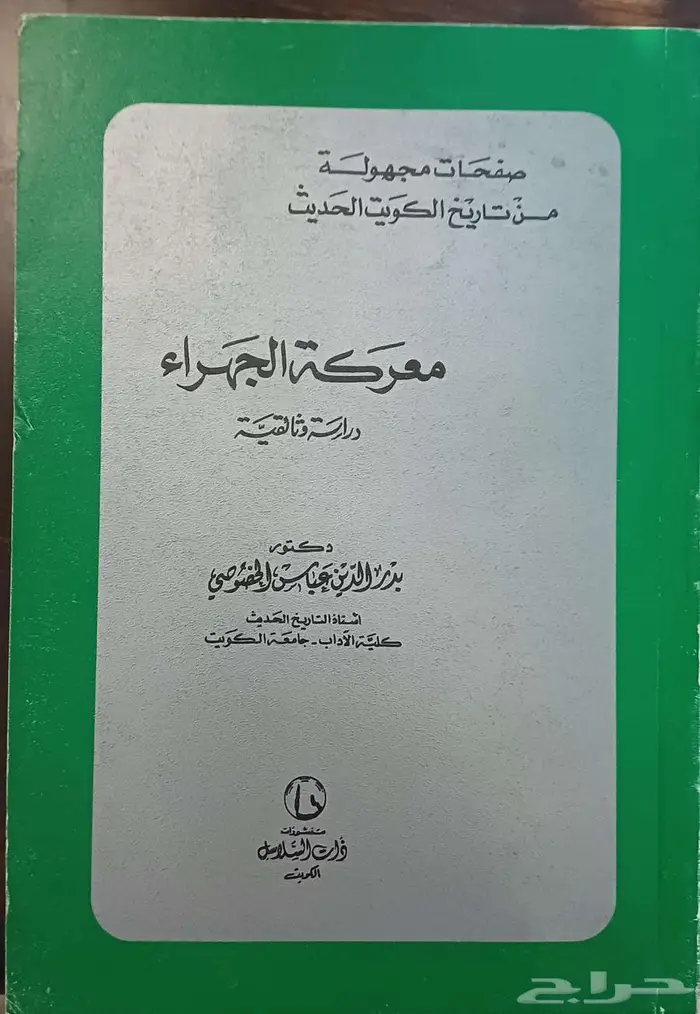 صفحات مجهولة
من تاريخ الكويت الحديث
معركة الجهراء
دراسة وثائقية
دكتور
بدر الدين عباس الخصوصي
استاذ التاريخ الحديث
كلية الآداب - جامعة الكويت
منشورات
ذات السلاسل
الكويت
حراج